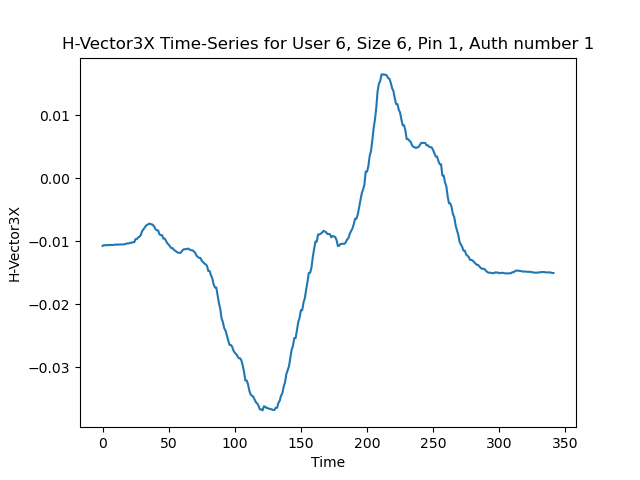 H-Vector3X Time-Series for User 6, Size 6, Pin 1, Auth number 1
0.01
0.00
−0.01
−0.02
−0.03
H-Vector3X
0 50 100 150 200 250 300 350
Time